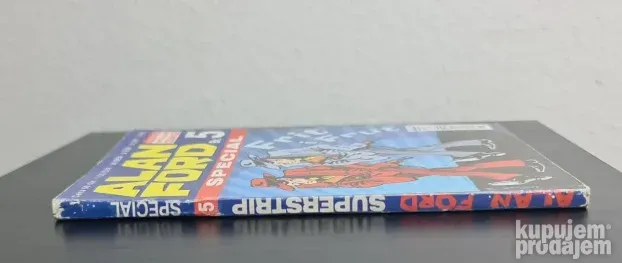 ALAN
FORD 5
SPECIAL
ALAN FORD
SUPERSTRIP
5
SPECIAL
kupujem
prodajem